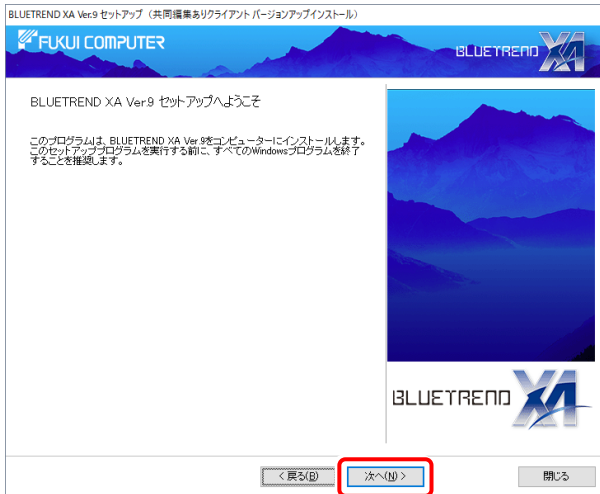 BLUETREND XA Ver.9 セットアップ（共同編集ありクライアント バージョンアップインストール）
FUKUI COMPUTER
BLUETREND XA
BLUETREND XA Ver.9 セットアップへようこそ
このプログラムは、BLUETREND XA Ver.9をコンピューターにインストールします。
このセットアッププログラムを実行する前に、すべてのWindowsプログラムを終了
することを推奨します。
BLUETREND XA
< 戻る(B)
次へ(N) >
閉じる